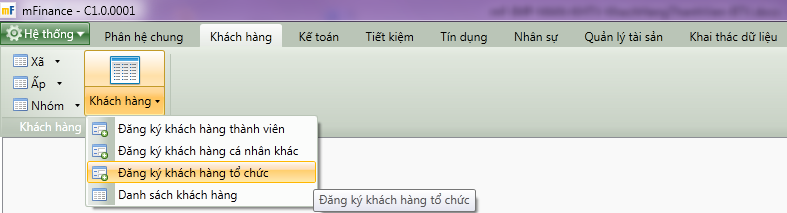 mF mFinance - C1.0.0001
Hệ thống Phân hệ chung Khách hàng Kế toán Tiết kiệm Tín dụng Nhân sự Quản lý tài sản Khai thác dữ liệu
Xã
Ấp
Nhóm
Khách hàng
Khách hàng
Đăng ký khách hàng thành viên
Đăng ký khách hàng cá nhân khác
Đăng ký khách hàng tổ chức
Danh sách khách hàng
Đăng ký khách hàng tổ chức